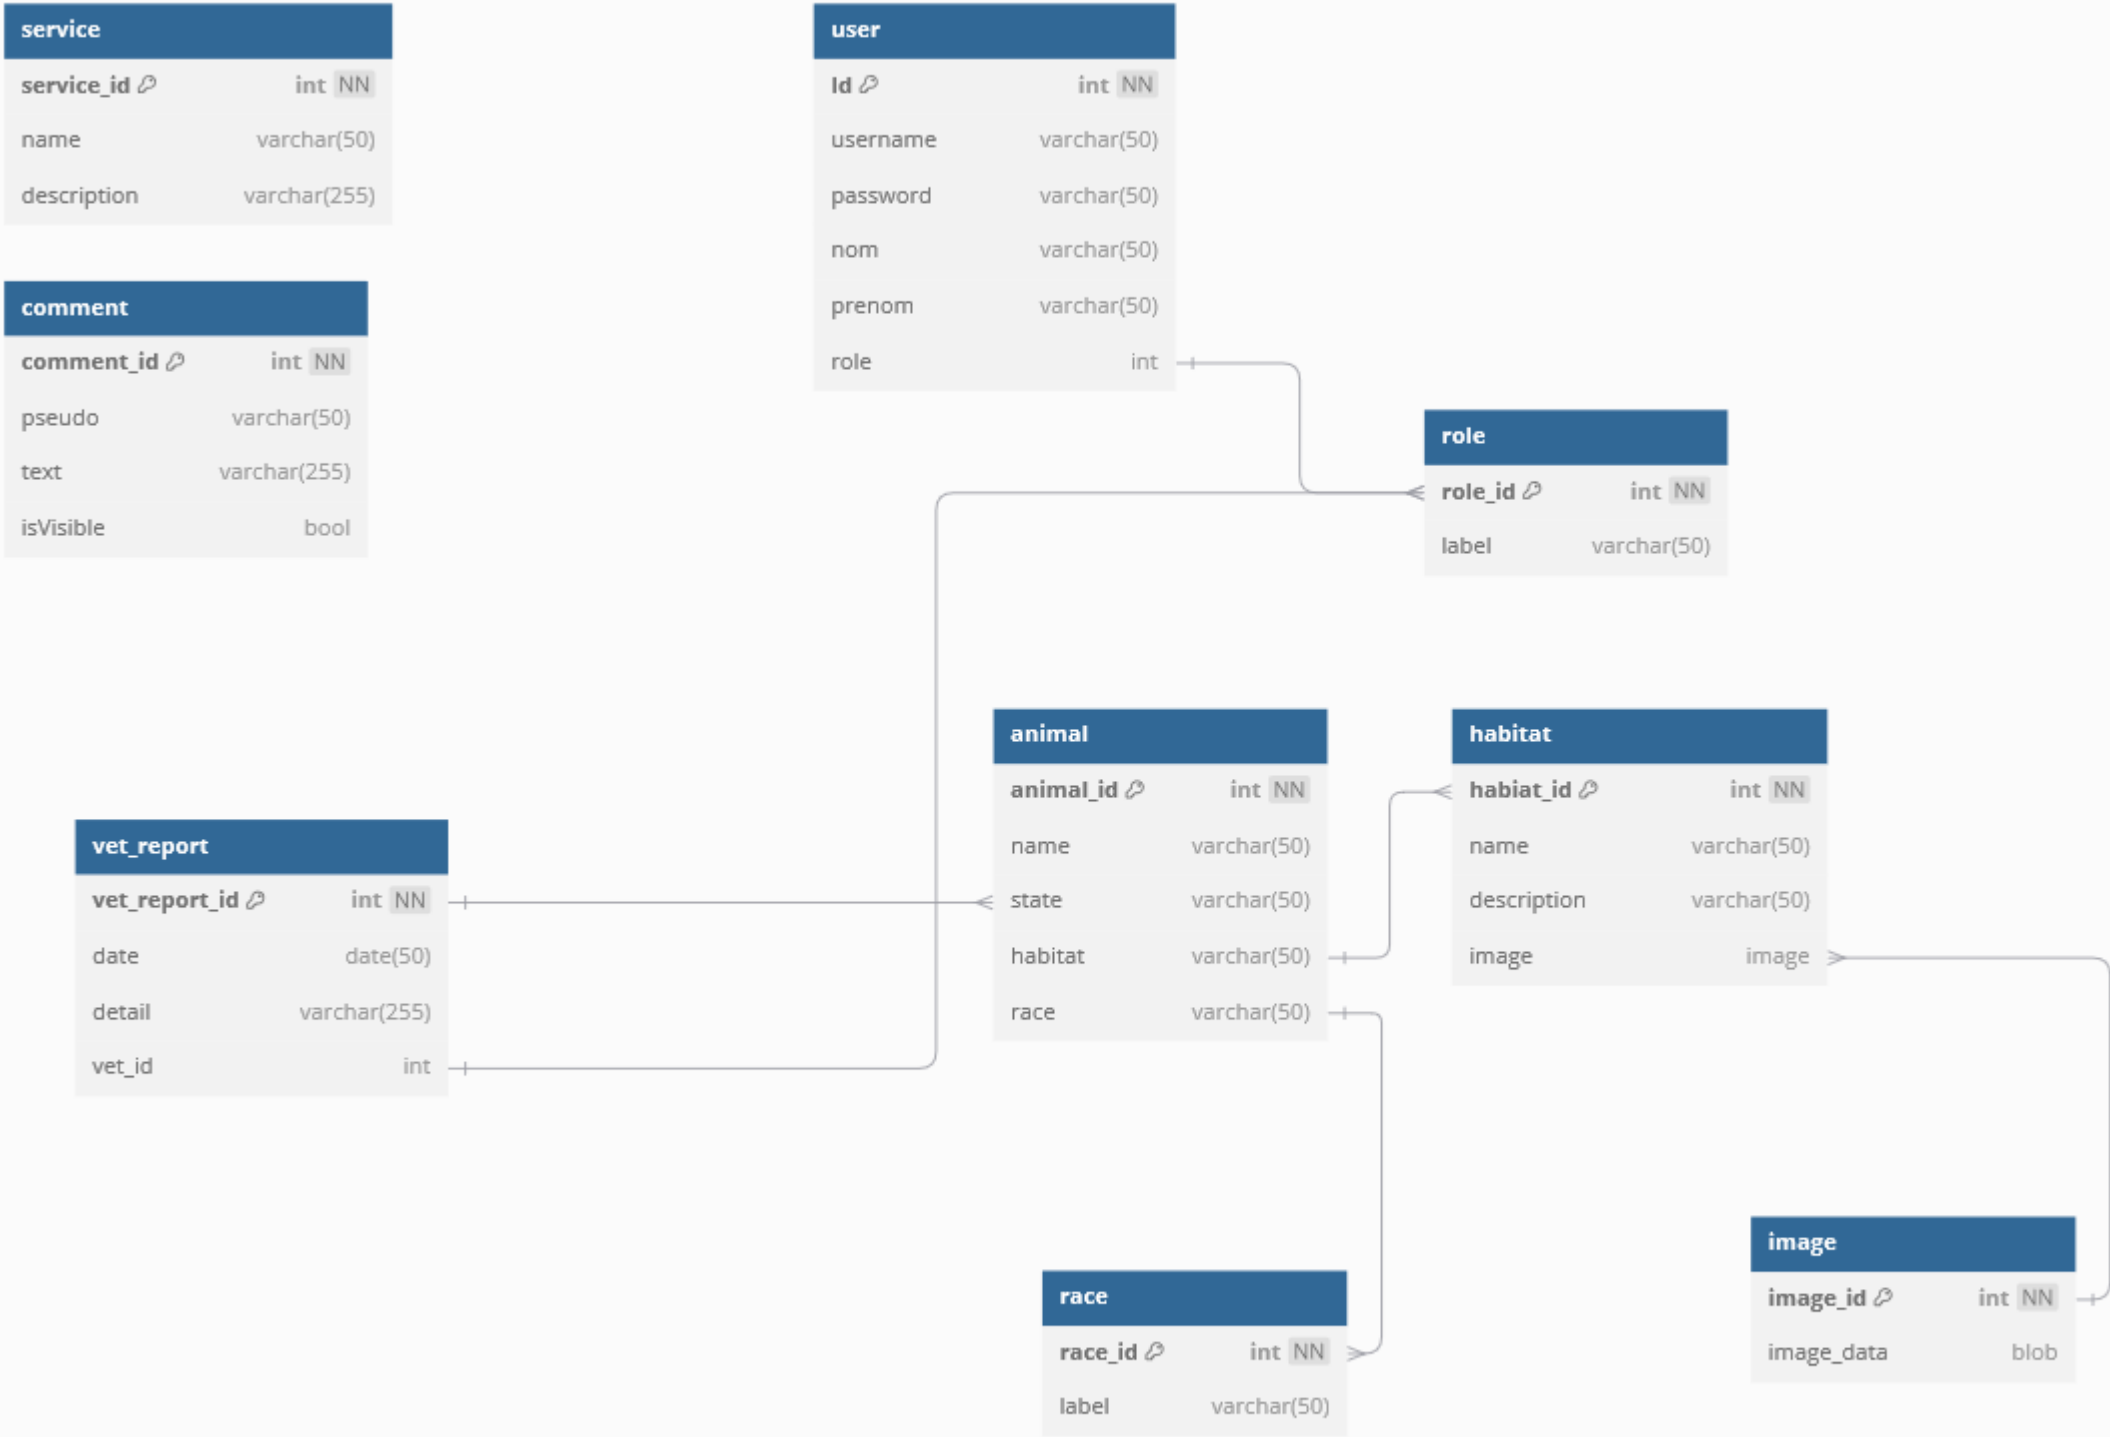 service
service_id int NN
name varchar(50)
description varchar(255)
comment
comment_id int NN
pseudo varchar(50)
text varchar(255)
isVisible bool
user
Id int NN
username varchar(50)
password varchar(50)
nom varchar(50)
prenom varchar(50)
role int
role
role_id int NN
label varchar(50)
vet_report
vet_report_id int NN
date date(50)
detail varchar(255)
vet_id int
animal
animal_id int NN
name varchar(50)
state varchar(50)
habitat varchar(50)
race varchar(50)
habitat
habiat_id int NN
name varchar(50)
description varchar(50)
image image
race
race_id int NN
label varchar(50)
image
image_id int NN
image_data blob